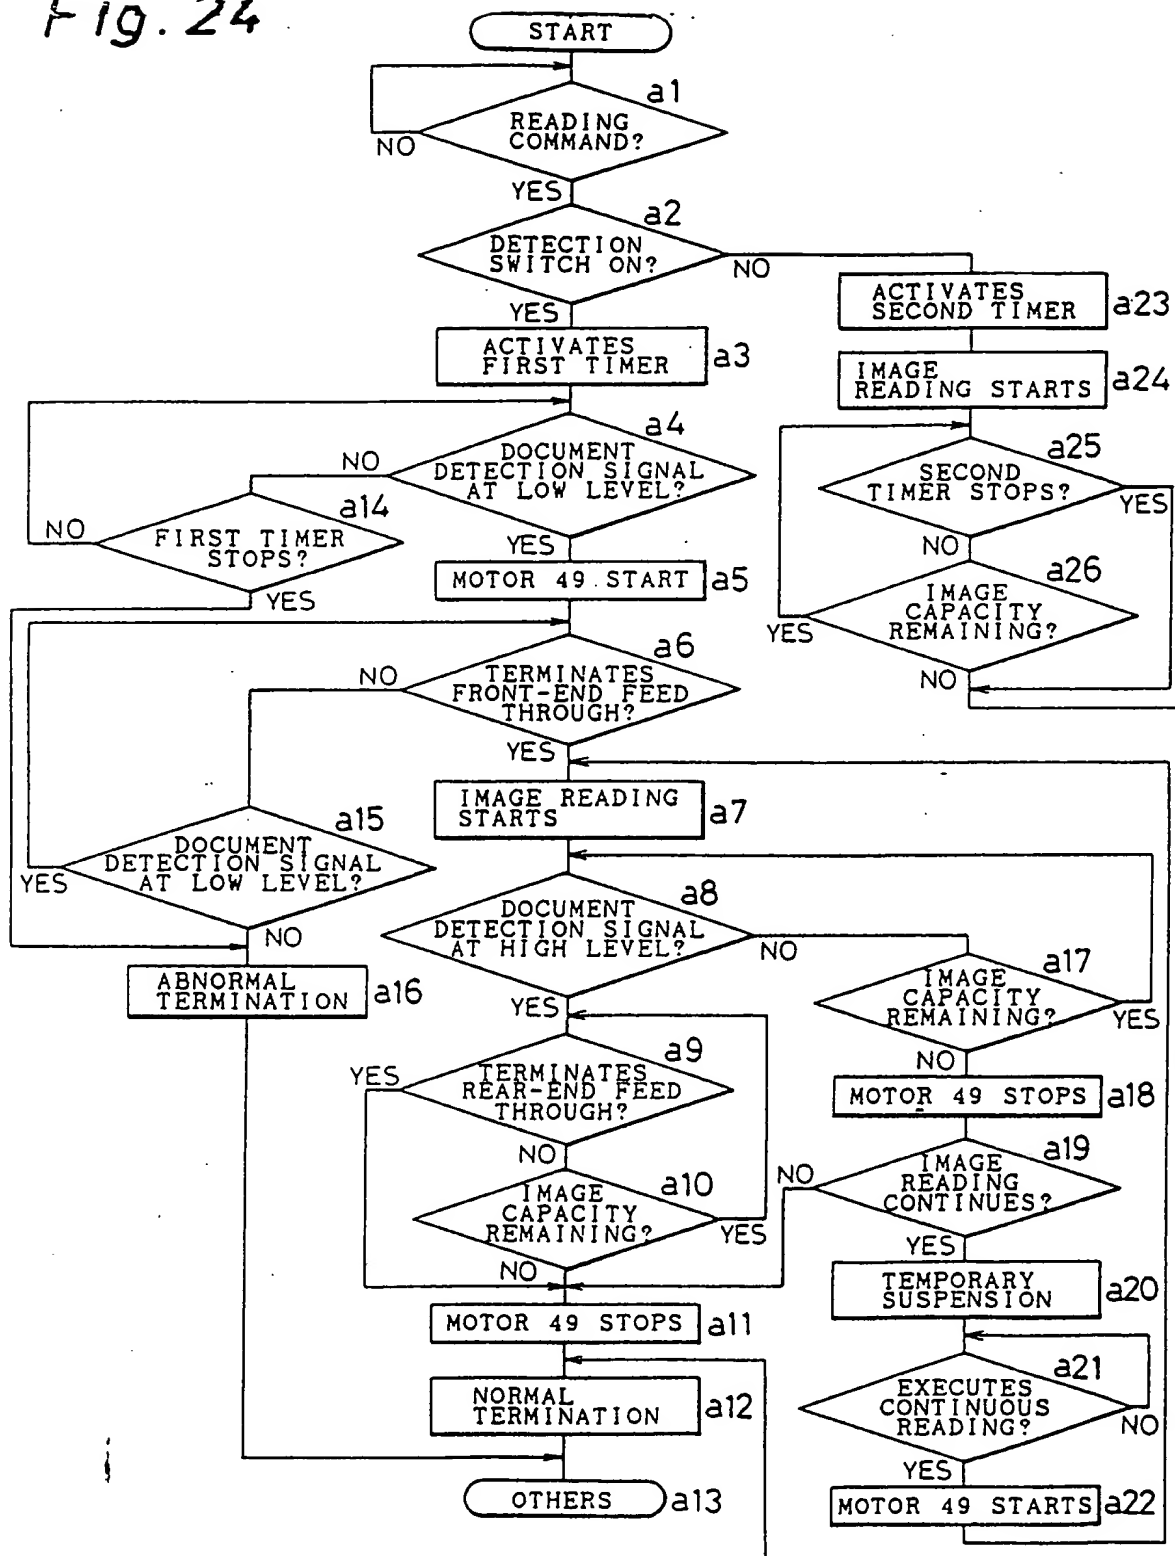 Fig. 24
START
a1
READING
COMMAND?
NO
YES
a2
DETECTION
SWITCH ON?
NO
YES
ACTIVATES
FIRST TIMER
a3
ACTIVATES
SECOND TIMER
a23
IMAGE
READING STARTS
a24
a4
DOCUMENT
DETECTION SIGNAL
AT LOW LEVEL?
NO
YES
a14
FIRST TIMER
STOPS?
NO
YES
a25
SECOND
TIMER STOPS?
YES
NO
a26
IMAGE
CAPACITY
REMAINING?
YES
NO
MOTOR 49 START
a5
a6
TERMINATES
FRONT-END FEED
THROUGH?
NO
YES
IMAGE READING
STARTS
a7
a15
DOCUMENT
DETECTION SIGNAL
AT LOW LEVEL?
YES
NO
ABNORMAL
TERMINATION
a16
a8
DOCUMENT
DETECTION SIGNAL
AT HIGH LEVEL?
NO
YES
a17
IMAGE
CAPACITY
REMAINING?
YES
NO
a9
TERMINATES
REAR-END FEED
THROUGH?
YES
NO
MOTOR 49 STOPS
a18
a10
IMAGE
CAPACITY
REMAINING?
YES
NO
a19
IMAGE
READING
CONTINUES?
NO
YES
TEMPORARY
SUSPENSION
a20
MOTOR 49 STOPS
a11
a21
EXECUTES
CONTINUOUS
READING?
NO
YES
NORMAL
TERMINATION
a12
OTHERS
a13
MOTOR 49 STARTS
a22